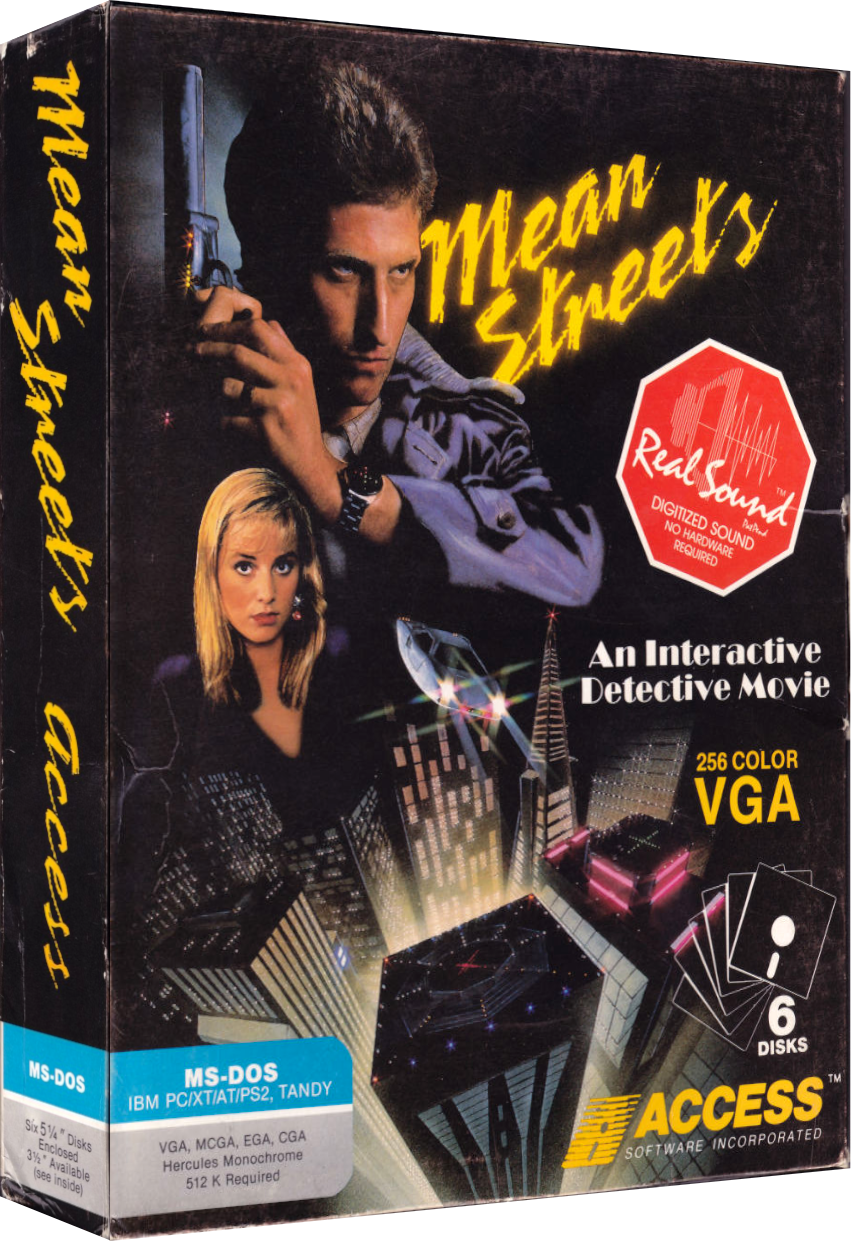 Mean Streets Access
MS-DOS
Six 5¼" Disks
Enclosed
3½" Available
(see inside)
Mean
Streets
Real Sound™
DIGITIZED SOUND
NO HARDWARE
REQUIRED
An Interactive
Detective Movie
256 COLOR
VGA
6
DISKS
MS-DOS
IBM PC/XT/AT/PS2, TANDY
VGA, MCGA, EGA, CGA
Hercules Monochrome
512 K Required
ACCESS™
SOFTWARE INCORPORATED